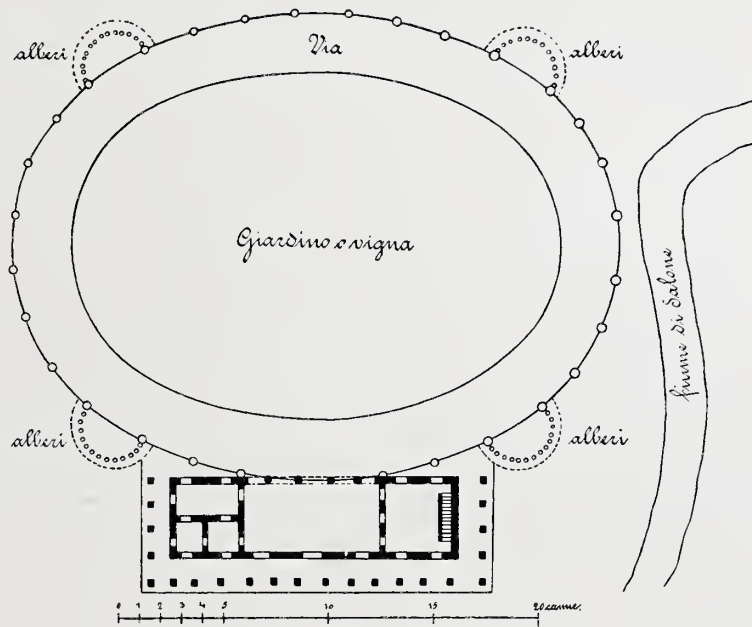 alberi
Via
alberi
Giardino o vigna
fiume di Salone
alberi
alberi
0 1 2 3 4 5 10 15 20 canne.